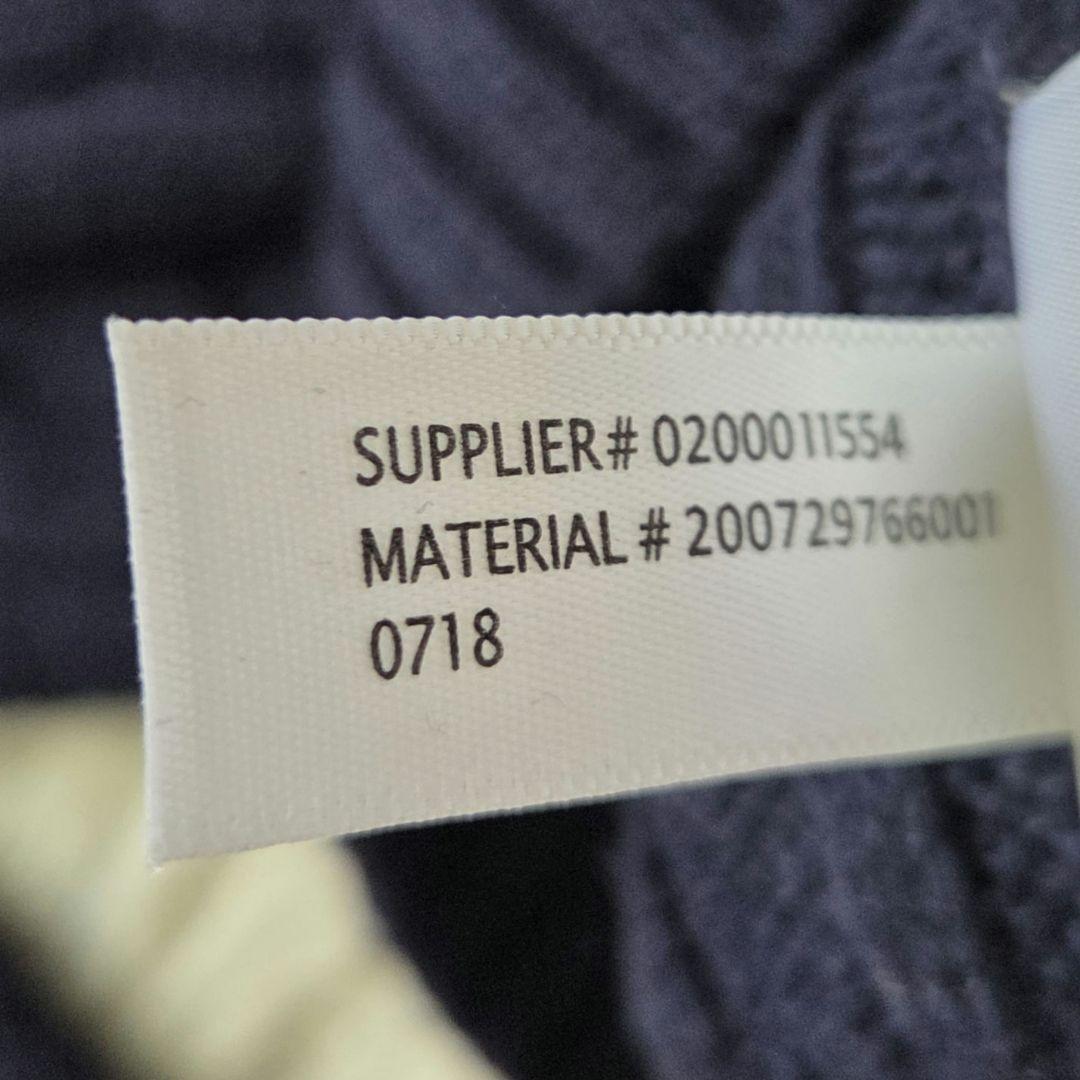 SUPPLIER# 0200011554
MATERIAL # 200729766001
0718